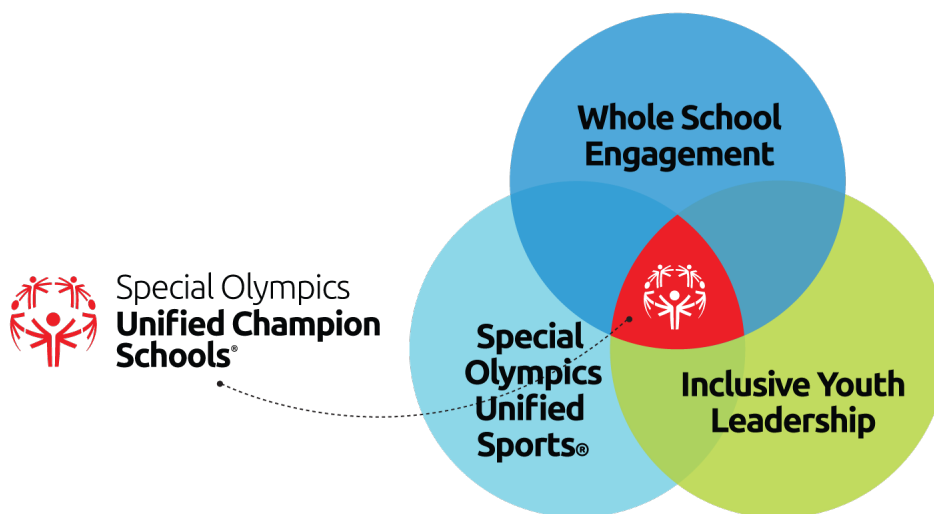 Whole School
Engagement
Special Olympics
Unified Champion
Schools®
Special
Olympics
Unified
Sports®
Inclusive Youth
Leadership